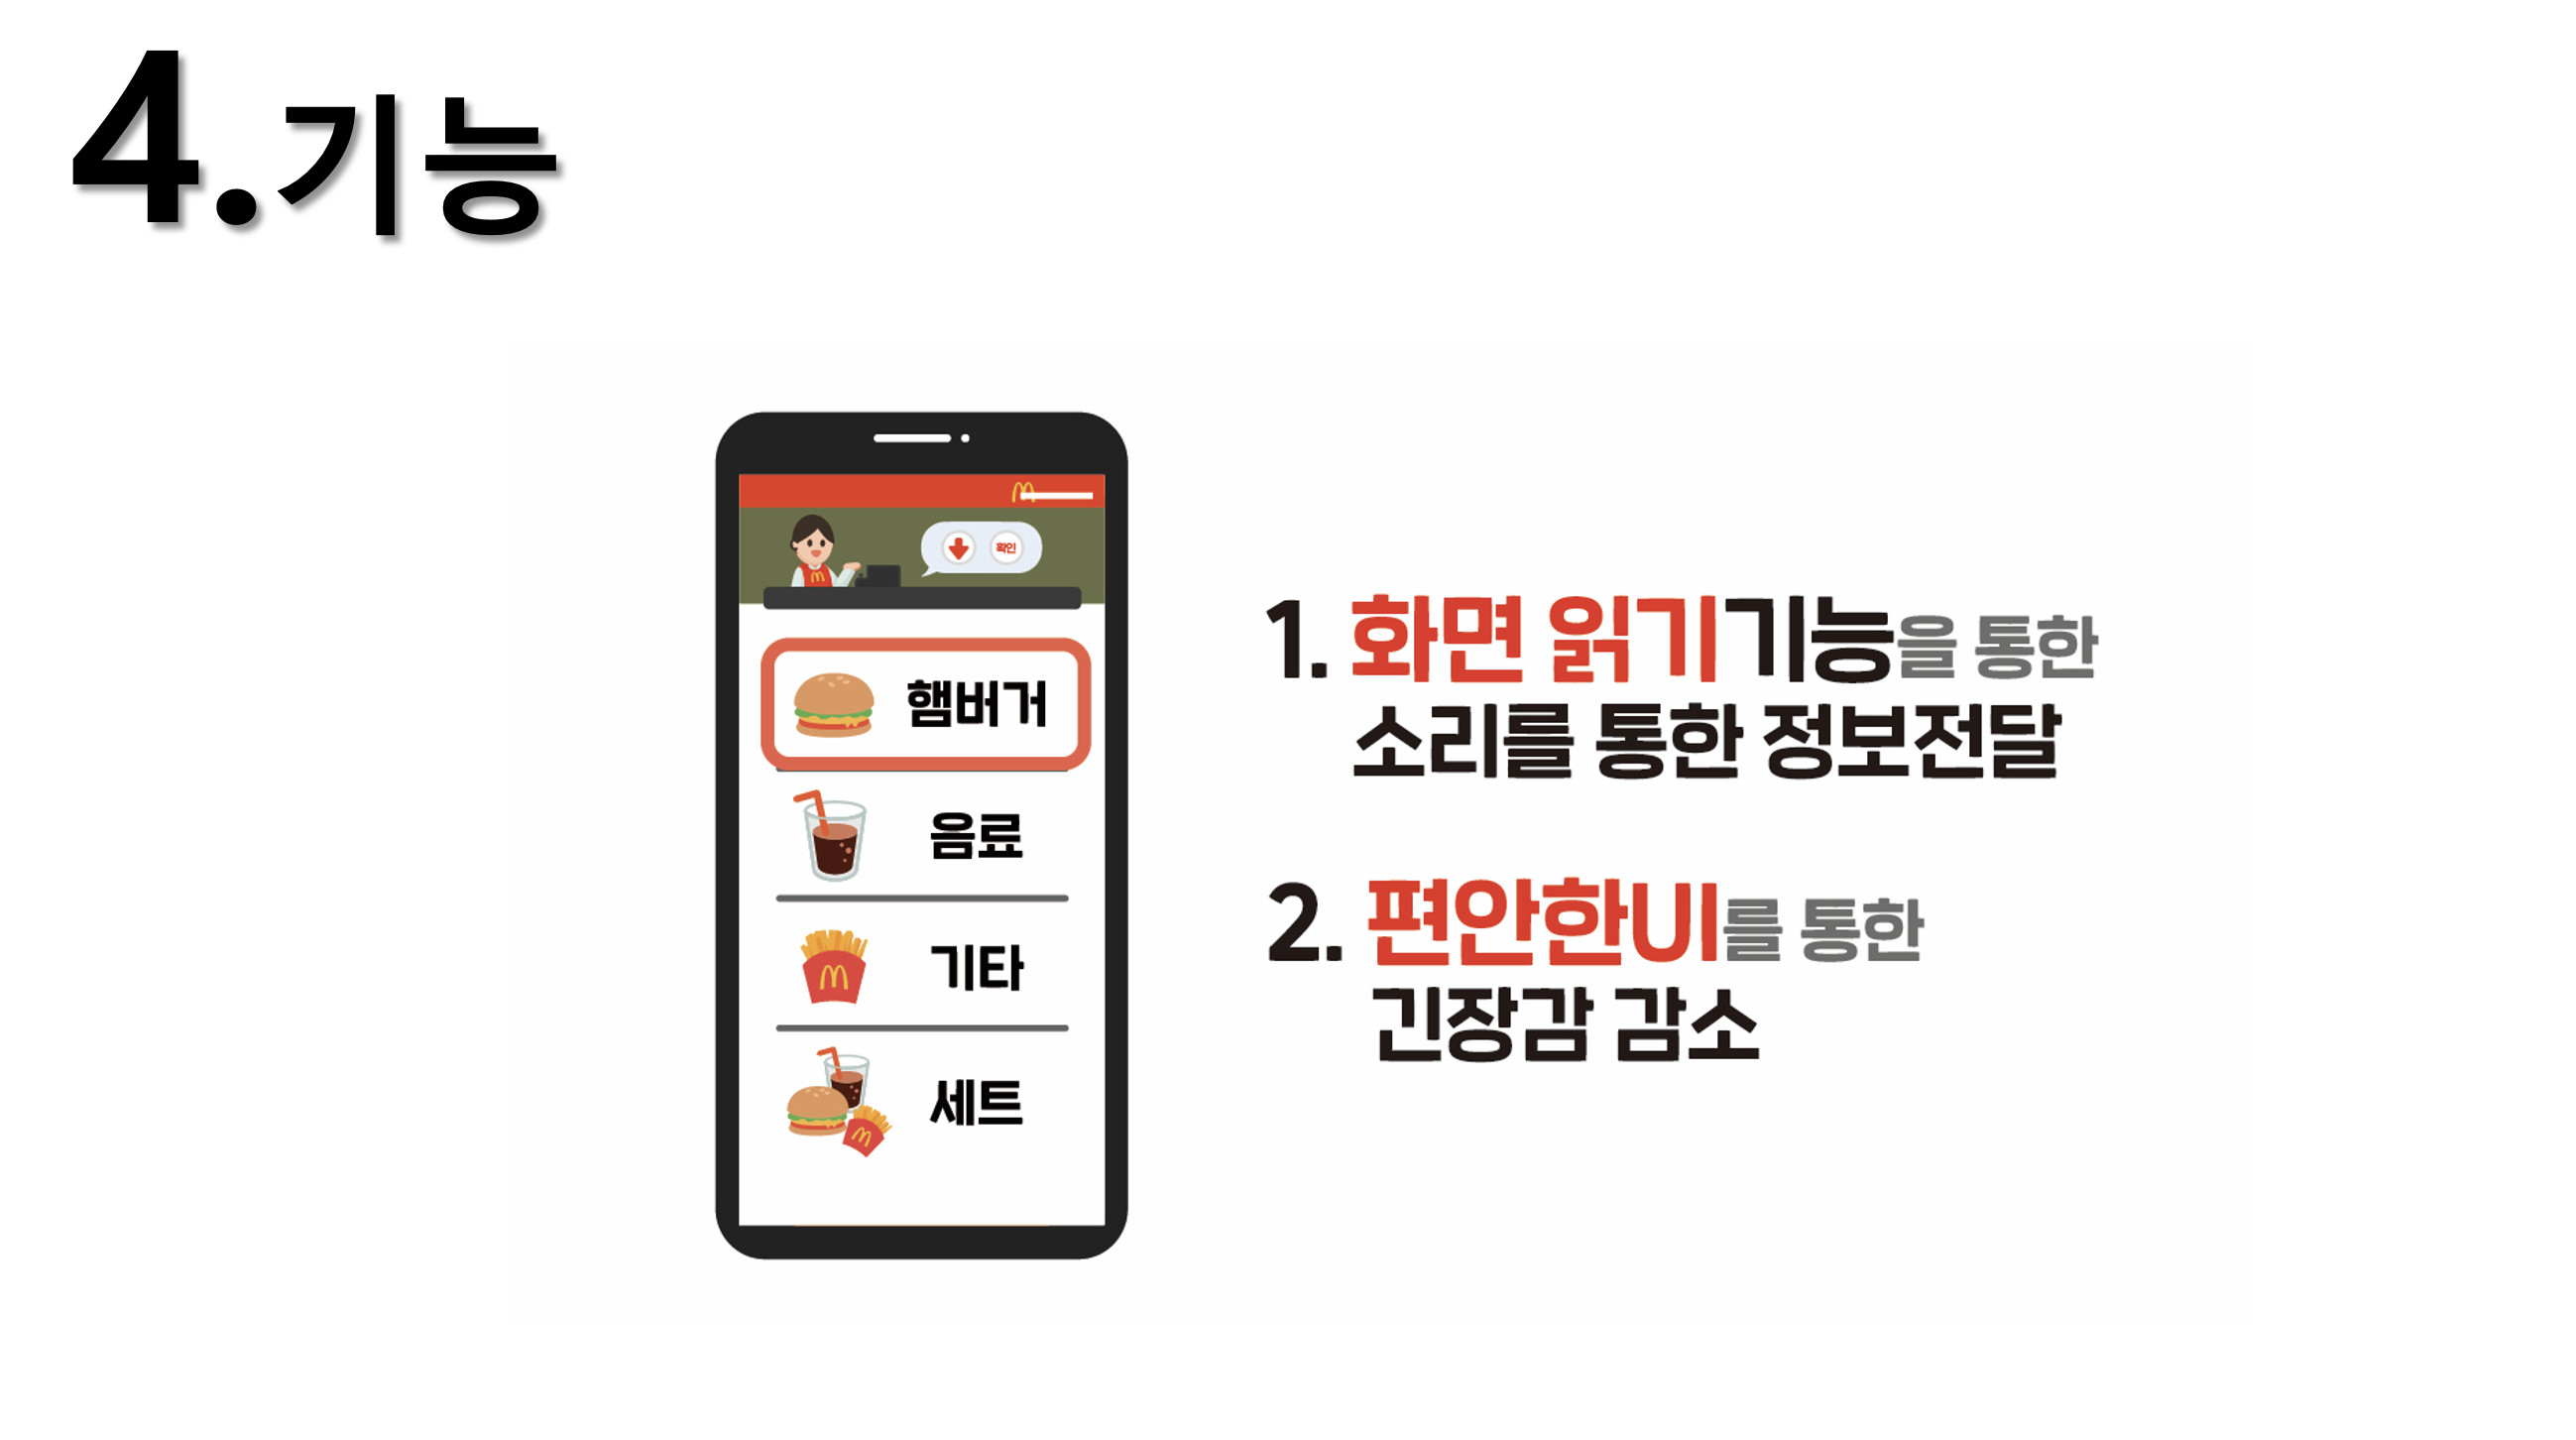 4.기능
확인
햄버거
음료
기타
세트
1. 화면 읽기기능을 통한
소리를 통한 정보전달
2. 편안한UI를 통한
긴장감 감소